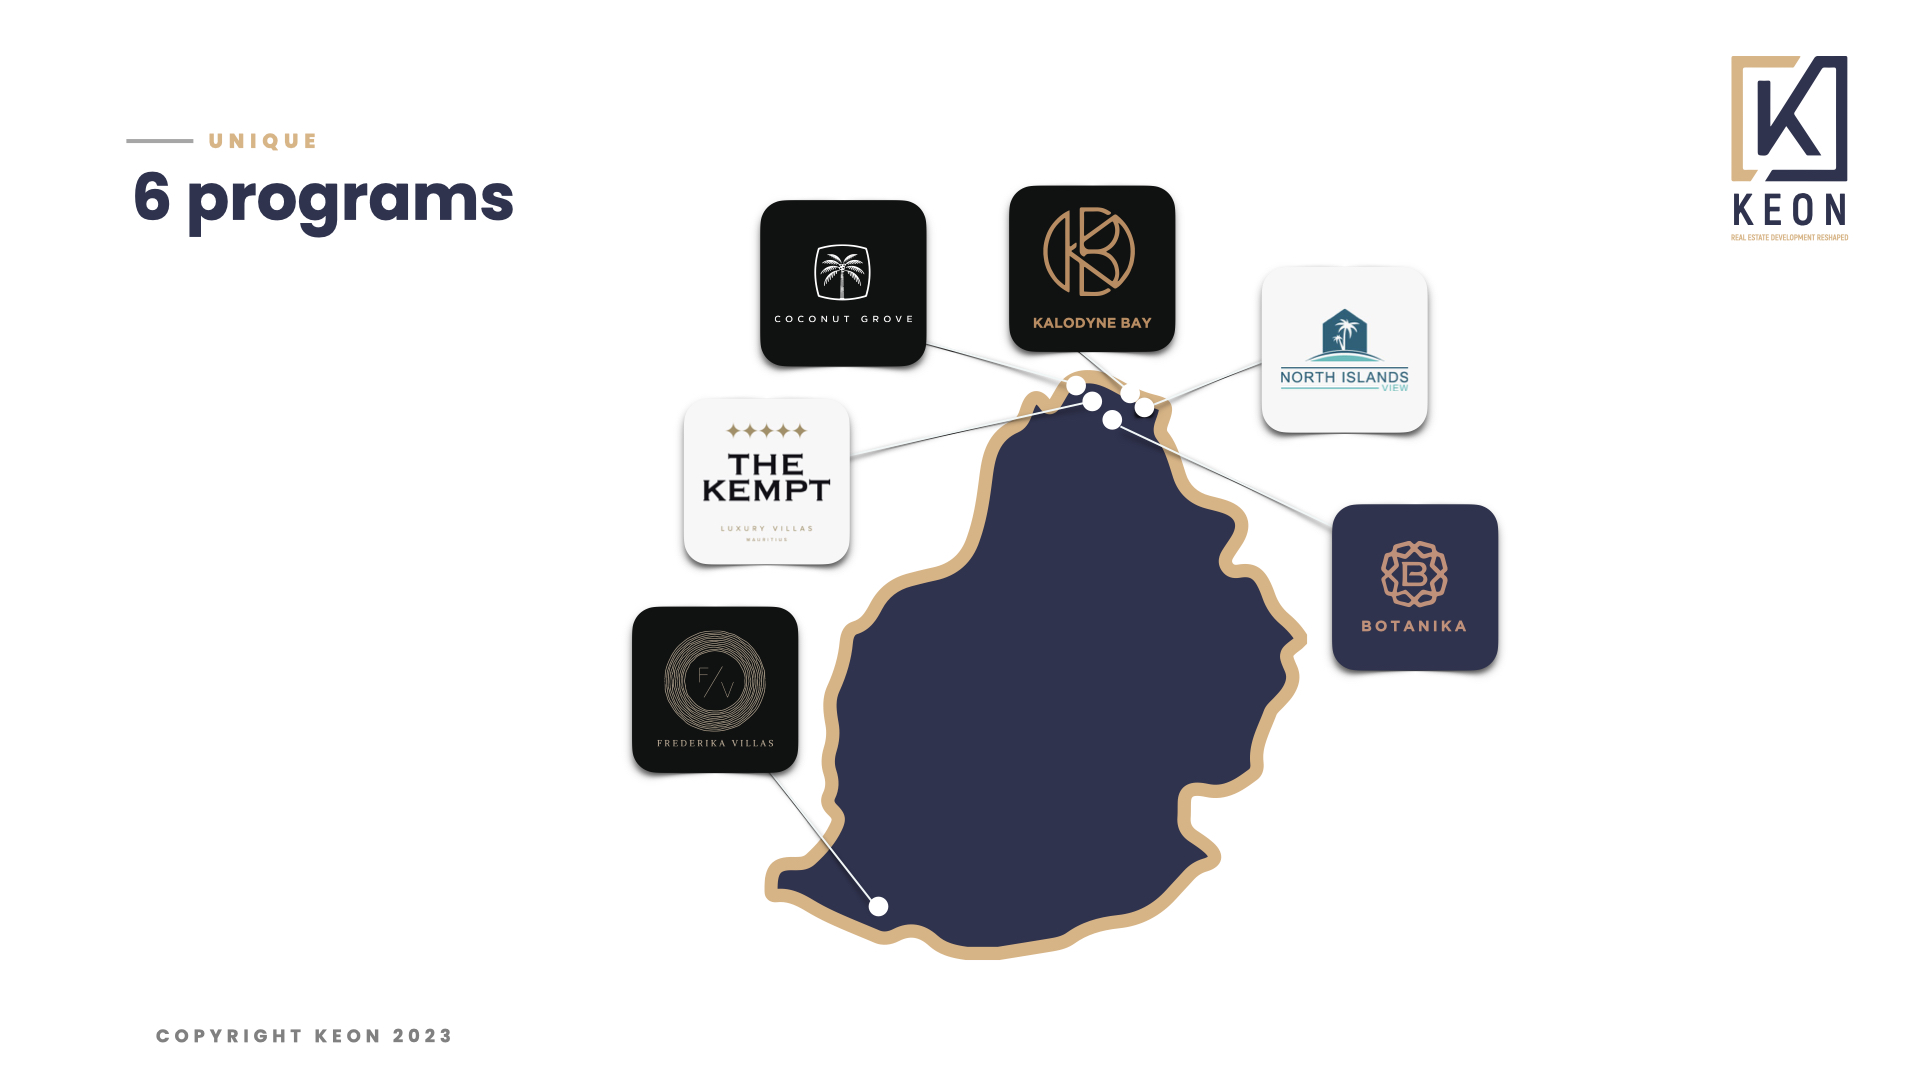 UNIQUE
6 programs
KEON
REAL ESTATE DEVELOPMENT RESHAPED
COCONUT GROVE
KALODYNE BAY
NORTH ISLANDS
VIEW
THE
KEMPT
LUXURY VILLAS
MAURITIUS
B
BOTANIKA
F/V
FREDERIKA VILLAS
COPYRIGHT KEON 2023